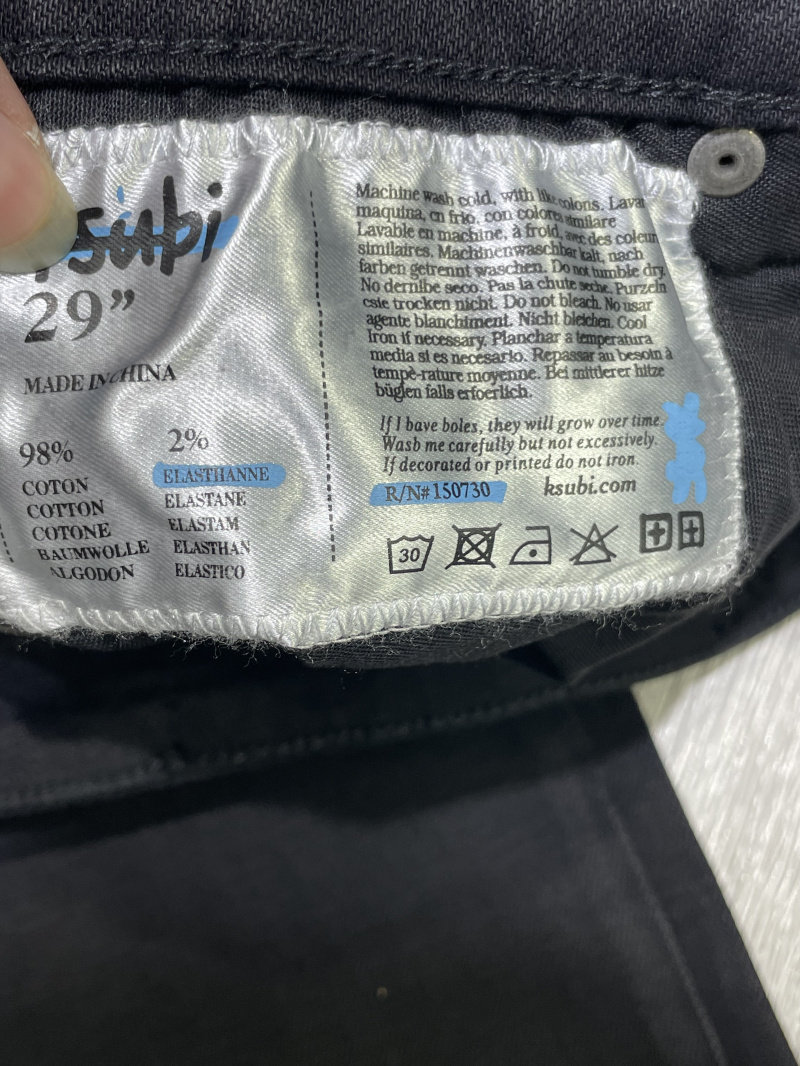 ksubi
29”
MADE IN CHINA
98%
COTON
COTTON
COTONE
BAUMWOLLE
ALGODON
2%
ELASTHANNE
ELASTANE
ELASTAM
ELASTHAN
ELASTICO
Machine wash cold, with like colons. Lavar
maquina, en frio, con colores similare
Lavable en machine, à froid, avec des coleur
similaires. Machinenwaschbar kalt, nach
farben getrennt waschen. Do not tumble dry.
No dernibe seco. Pas la chute seche. Purzeln
cste trocken nicht. Do not bleach. No usar
agente blanchiment. Nicht bleichen. Cool
Iron if necessary. Planchar a temperatura
media si es necesario. Repassar au besoin à
tempè-rature moyenne. Bei mittlerer hitze
büglen falls erfoerlich.
If I bave boles, they will grow over time.
Wasb me carefully but not excessively.
If decorated or printed do not iron
R/N# 150730
ksubi.com
30